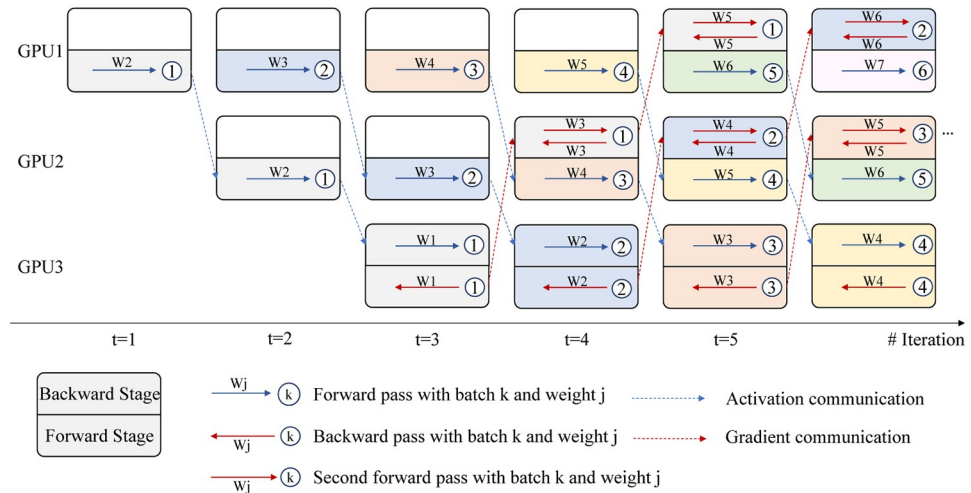 GPU1
W2 1
W3 2
W4 3
W5 4
W5 1
W5
W6 5
W6 2
W6
W7 6
GPU2
W2 1
W3 2
W3 1
W3
W4 3
W4 2
W4
W5 4
W5 3
W5
W6 5
...
GPU3
W1 1
W1 1
W2 2
W2 2
W3 3
W3 3
W4 4
W4 4
t=1 t=2 t=3 t=4 t=5 # Iteration
Backward Stage
Forward Stage
Wj k Forward pass with batch k and weight j
Wj k Backward pass with batch k and weight j
Wj k Second forward pass with batch k and weight j
Activation communication
Gradient communication